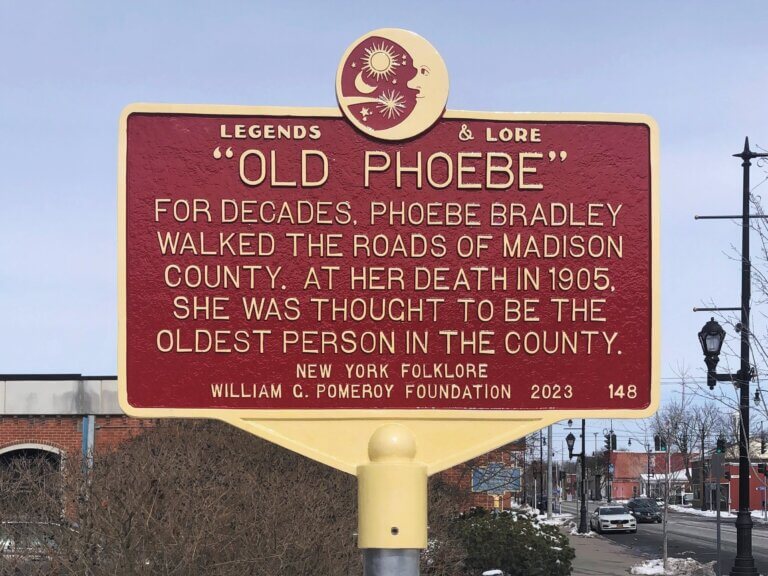 LEGENDS & LORE
“OLD PHOEBE”
FOR DECADES, PHOEBE BRADLEY
WALKED THE ROADS OF MADISON
COUNTY. AT HER DEATH IN 1905,
SHE WAS THOUGHT TO BE THE
OLDEST PERSON IN THE COUNTY.
NEW YORK FOLKLORE
WILLIAM G. POMEROY FOUNDATION 2023 148